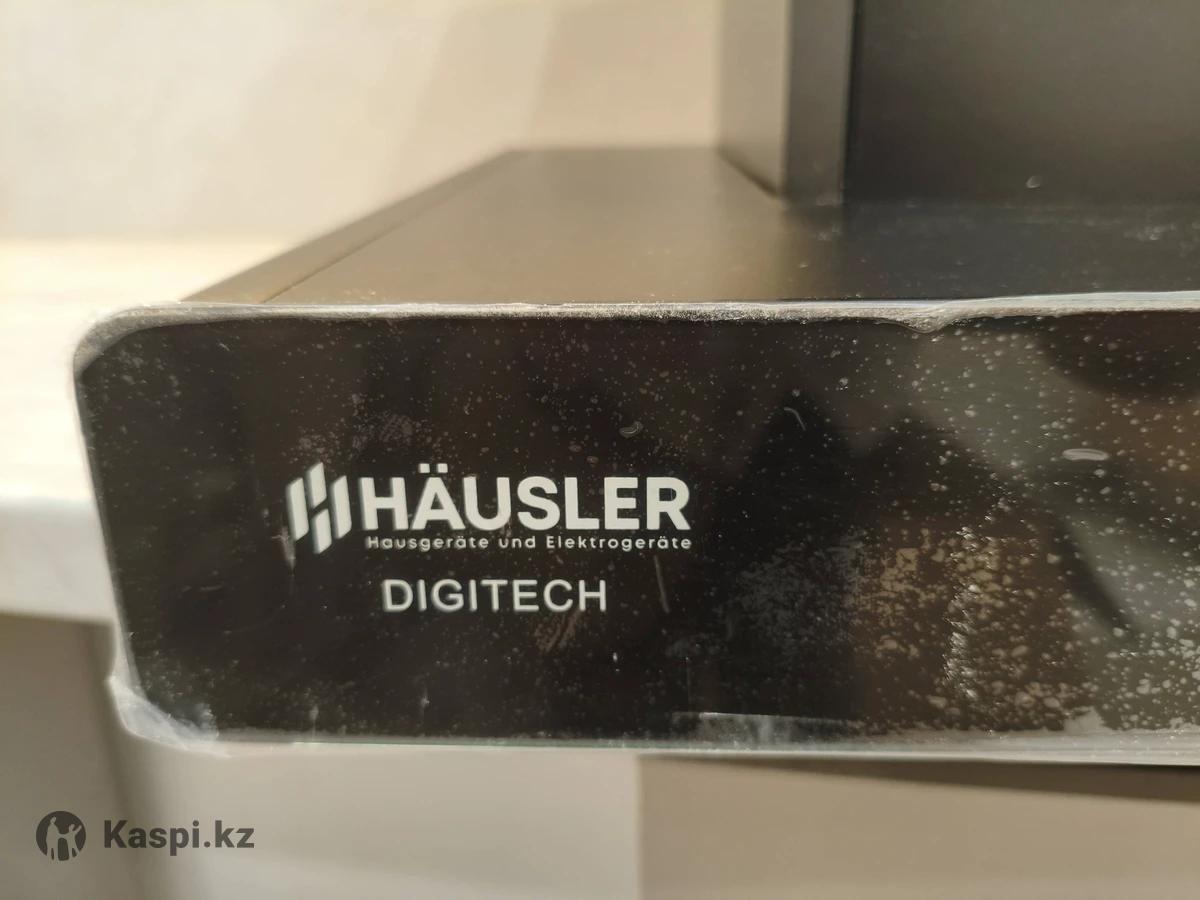 HÄUSLER
Hausgeräte und Elektrogeräte
DIGITECH
Kaspi.kz